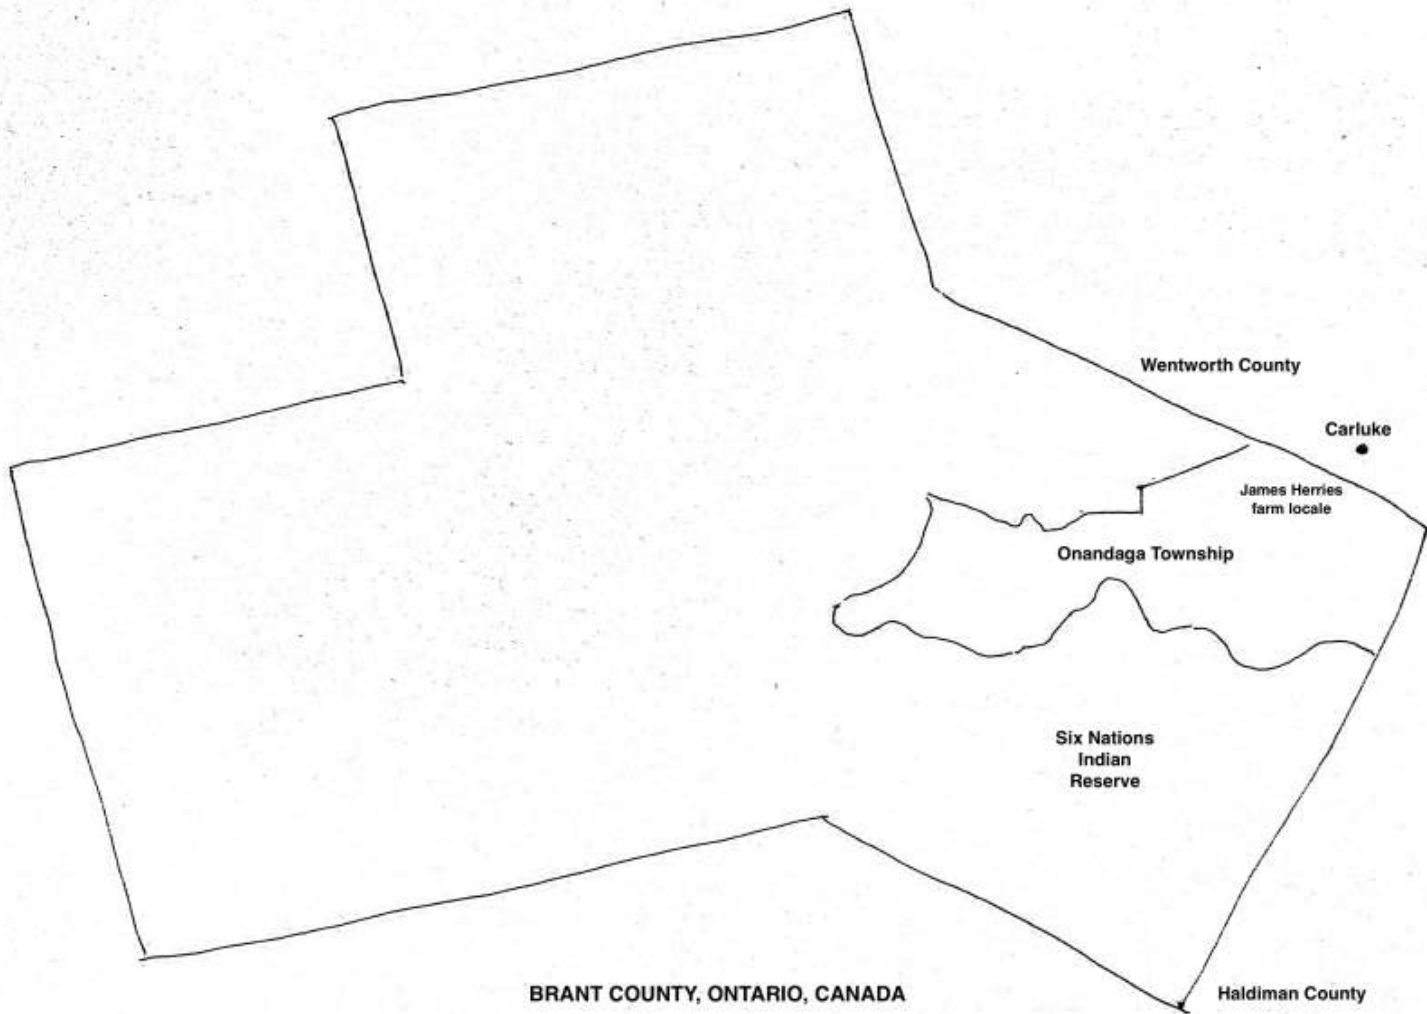 Wentworth County
Carluke
James Herries
farm locale
Onandaga Township
Six Nations
Indian
Reserve
BRANT COUNTY, ONTARIO, CANADA
Haldiman County